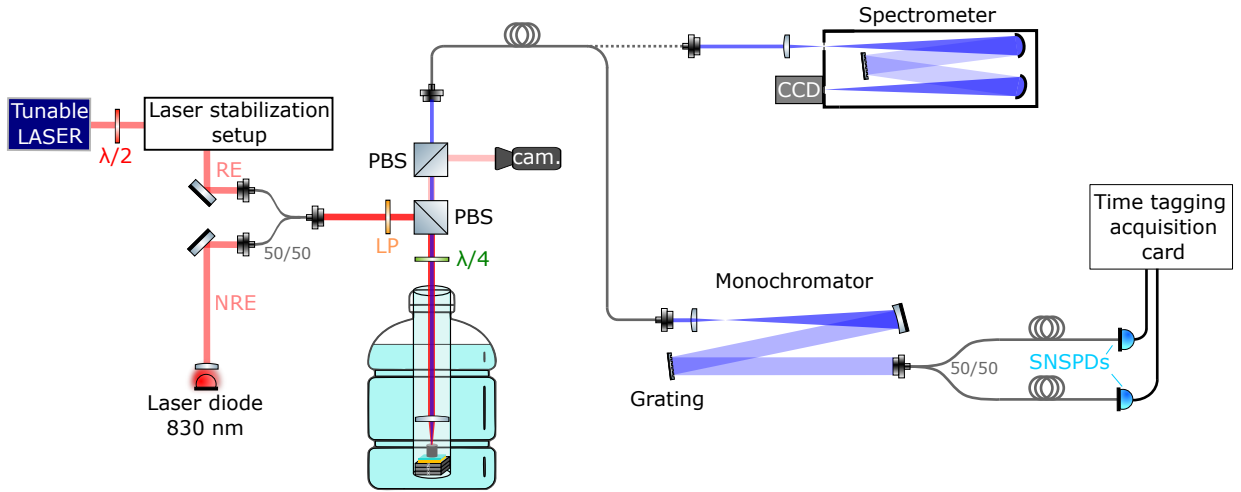 Spectrometer
CCD
Tunable
LASER
λ/2
Laser stabilization
setup
RE
PBS
cam.
PBS
LP
50/50
λ/4
NRE
Laser diode
830 nm
Monochromator
Grating
50/50
SNSPDs
Time tagging
acquisition
card